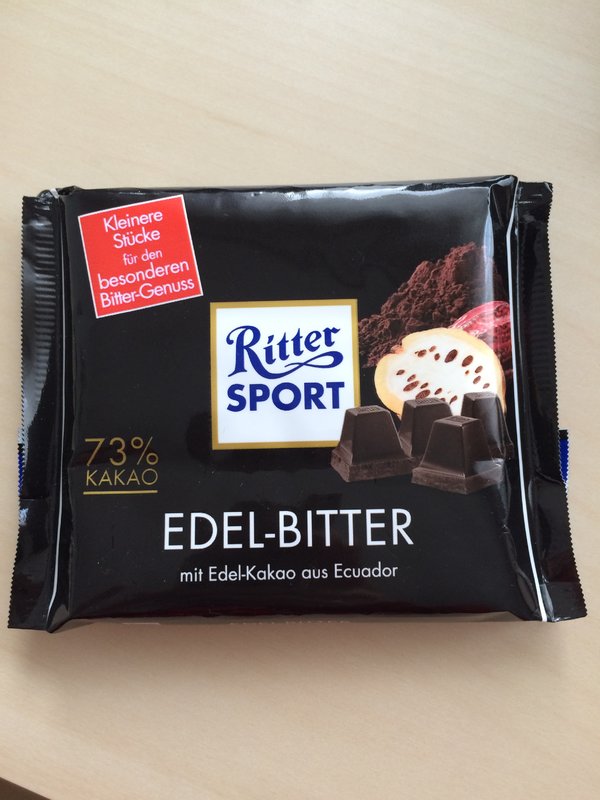 Kleinere
Stücke
für den
besonderen
Bitter-Genuss
Ritter
SPORT
73%
KAKAO
EDEL-BITTER
mit Edel-Kakao aus Ecuador